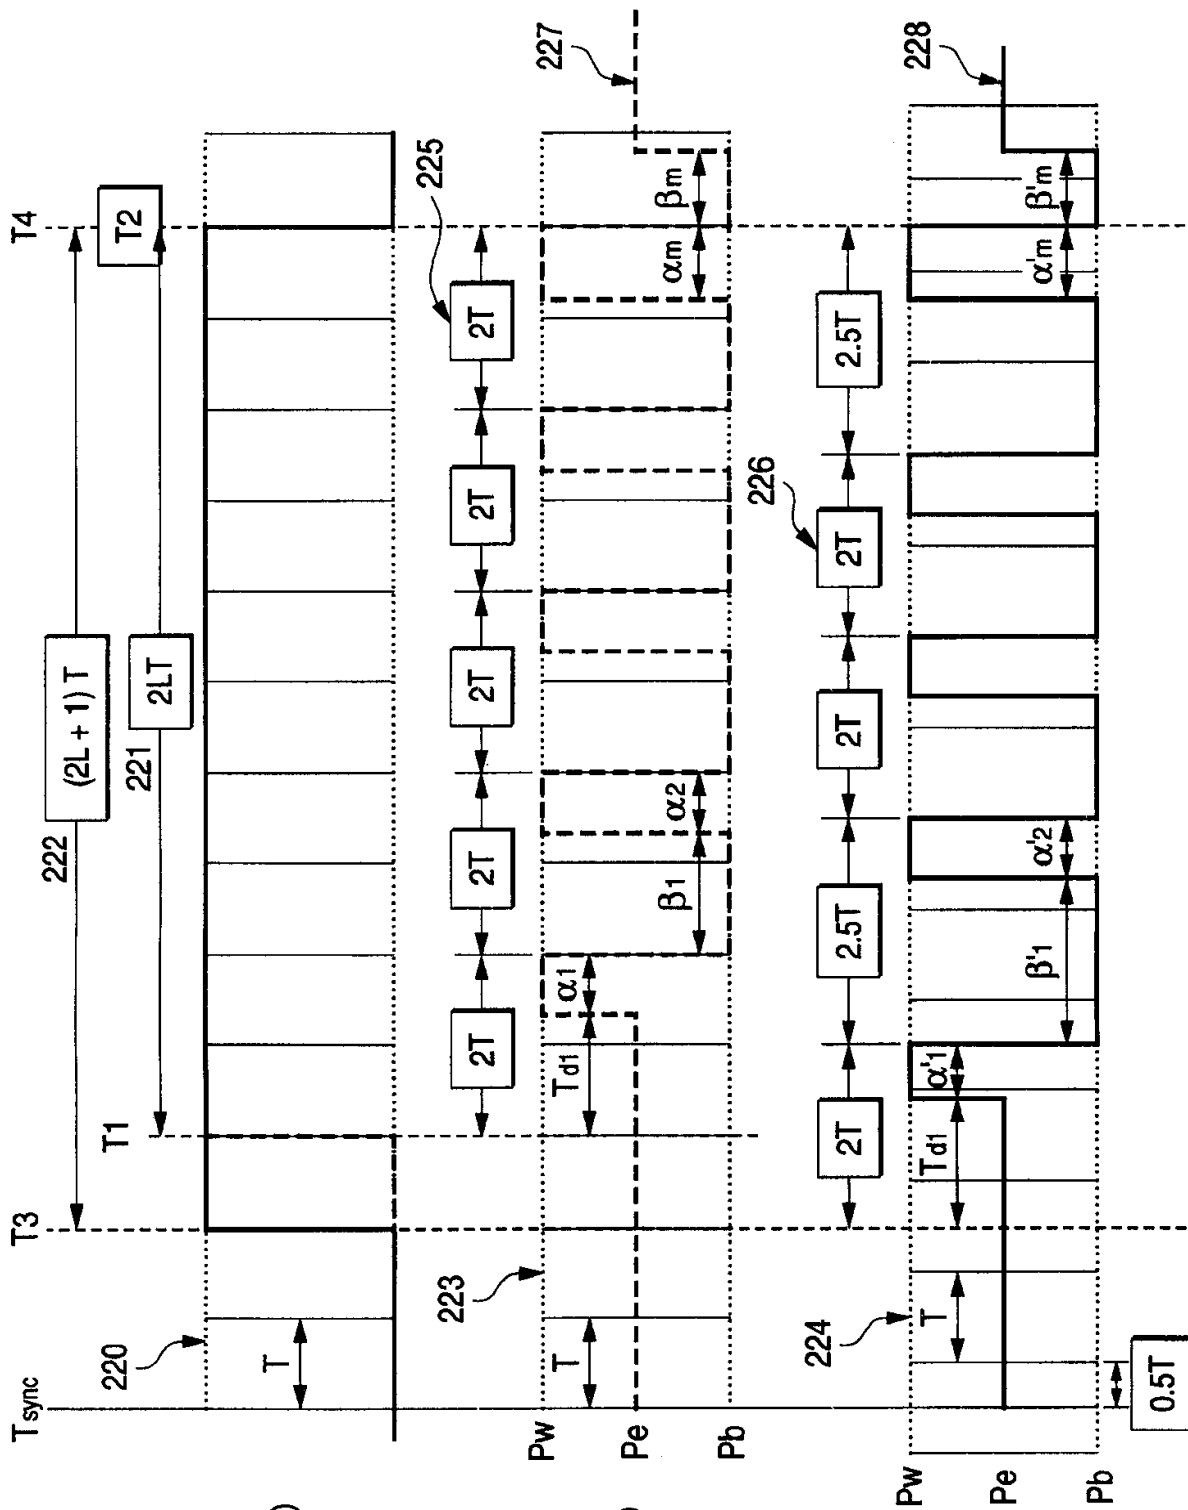 Tsync
T3
T1
T4
222
(2L + 1) T
221
2LT
T2
220
T
223
Pw
Pe
Pb
T
2T
2T
2T
2T
2T
225
Td1
α1
β1
α2
αm
βm
227
224
Pw
Pe
Pb
T
0.5T
2T
2.5T
2T
2T
2.5T
226
Td1
α'1
β'1
α'2
α'm
β'm
228